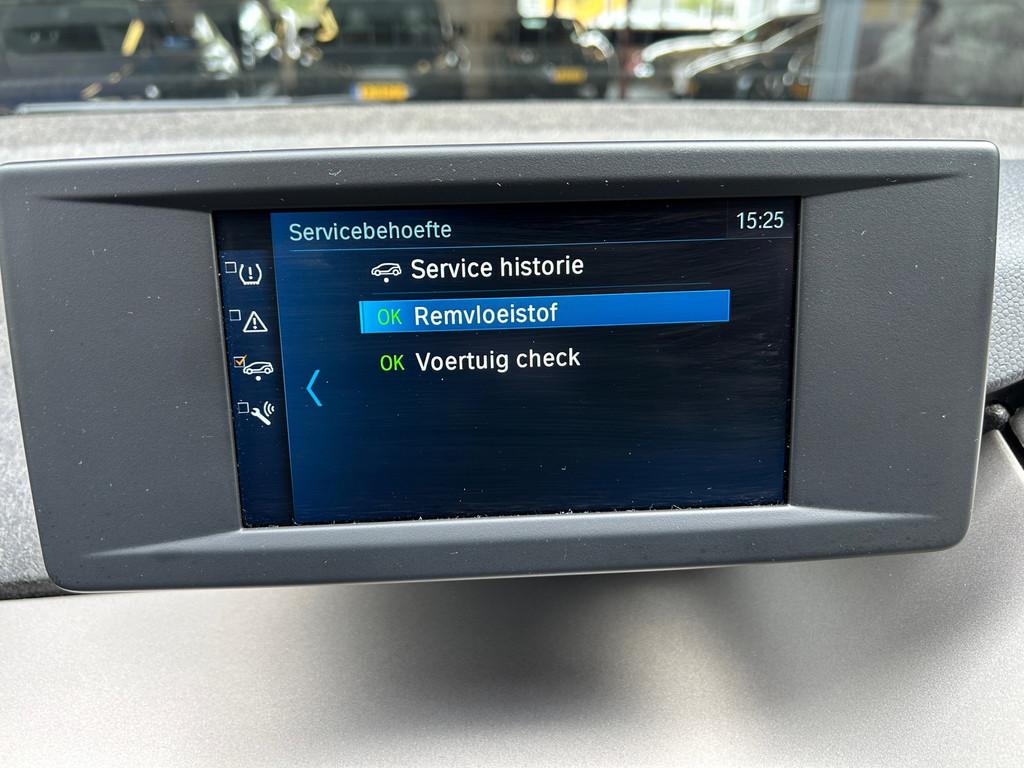 Servicebehoefte
15:25
Service historie
OK Remvloeistof
OK Voertuig check